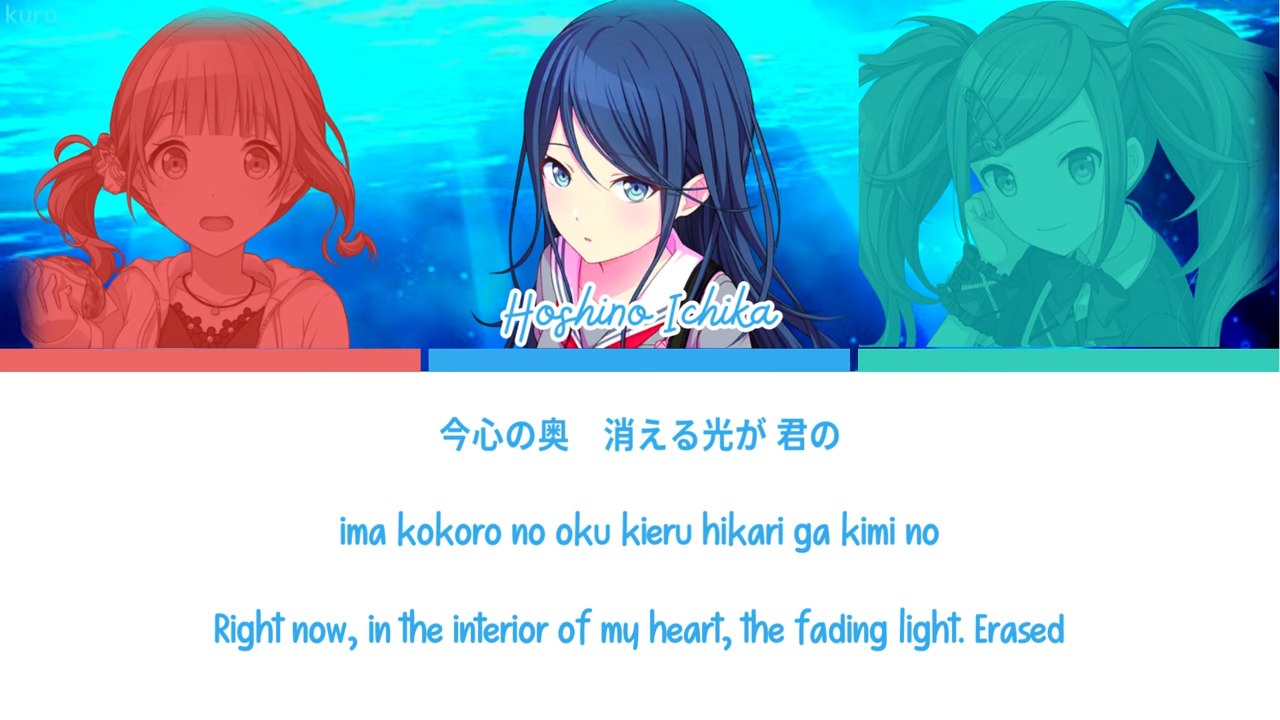 kuro_
Hoshino Ichika
今心の奥　消える光が 君の
ima kokoro no oku kieru hikari ga kimi no
Right now, in the interior of my heart, the fading light. Erased